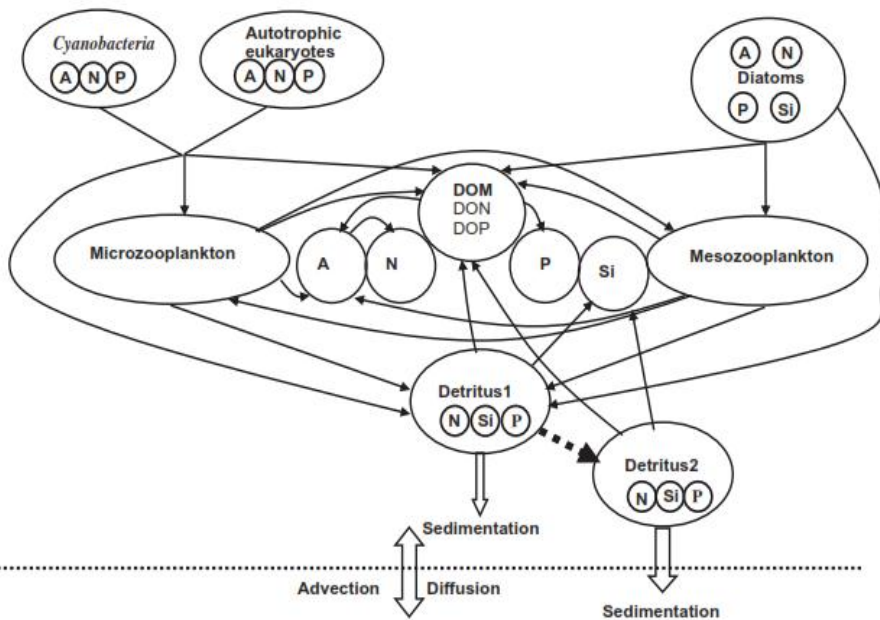 Cyanobacteria
A N P
Autotrophic
eukaryotes
A N P
A N
Diatoms
P Si
DOM
DON
DOP
Microzooplankton
A N
P Si
Mesozooplankton
Detritus1
N Si P
Detritus2
N Si P
Sedimentation
Advection Diffusion
Sedimentation